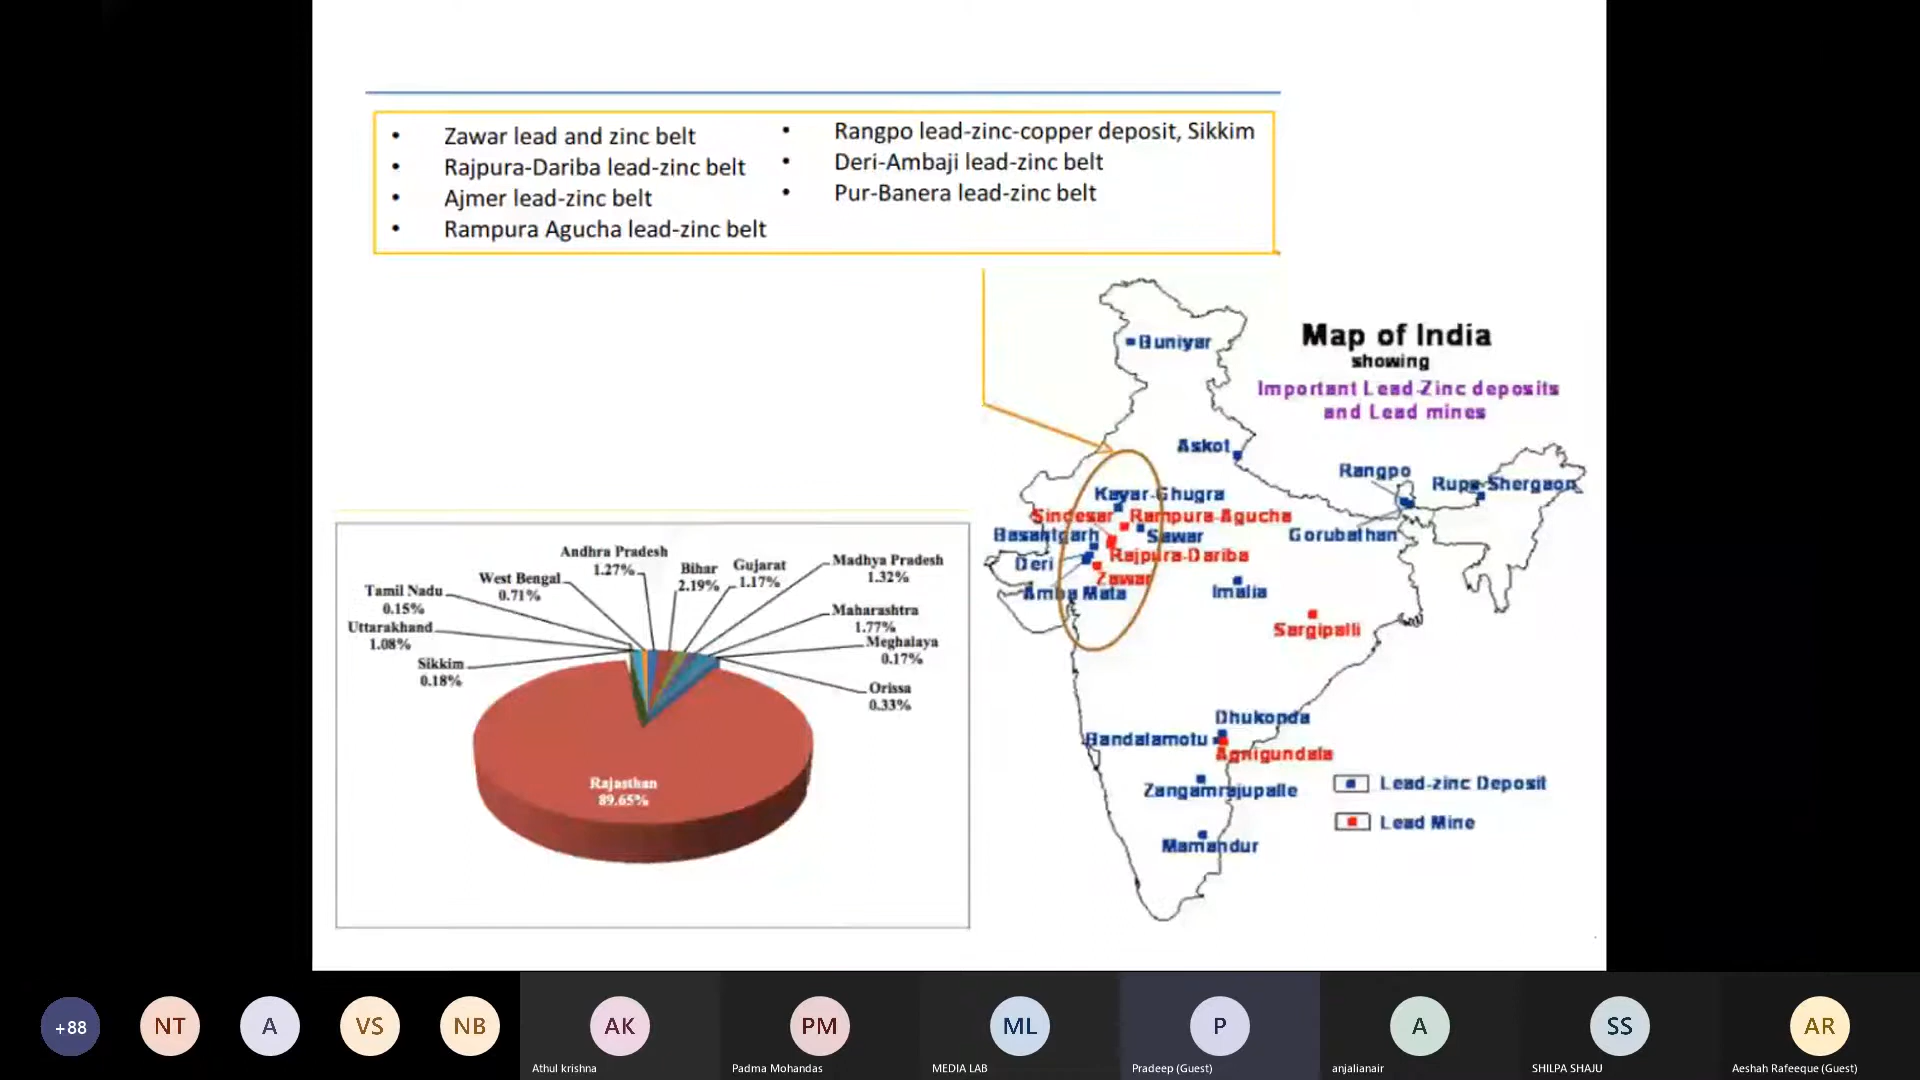 • Zawar lead and zinc belt
• Rajpura-Dariba lead-zinc belt
• Ajmer lead-zinc belt
• Rampura Agucha lead-zinc belt
• Rangpo lead-zinc-copper deposit, Sikkim
• Deri-Ambaji lead-zinc belt
• Pur-Banera lead-zinc belt
Map of India
showing
Important Lead-Zinc deposits
and Lead mines
Buniyar
Askot
Rangpo
Rupa-Shergaon
Kayar-Ghugra
Sindesar
Rampura-Agucha
Basantgarh
Sawar
Gorubathan
Rajpura-Dariba
Deri
Zawar
Amba Mata
Imalia
Sargipalli
Dhukonda
Bandalamotu
Agnigundala
Zangamrajupalle
Mamandur
Lead-zinc Deposit
Lead Mine
Andhra Pradesh
1.27%
Bihar
2.19%
Gujarat
1.17%
Madhya Pradesh
1.32%
West Bengal
0.71%
Tamil Nadu
0.15%
Maharashtra
1.77%
Uttarakhand
1.08%
Meghalaya
0.17%
Sikkim
0.18%
Orissa
0.33%
Rajasthan
89.65%
+88
NT
A
VS
NB
AK
Athul krishna
PM
Padma Mohandas
ML
MEDIA LAB
P
Pradeep (Guest)
A
anjalianair
SS
SHILPA SHAJU
AR
Aeshah Rafeeque (Guest)